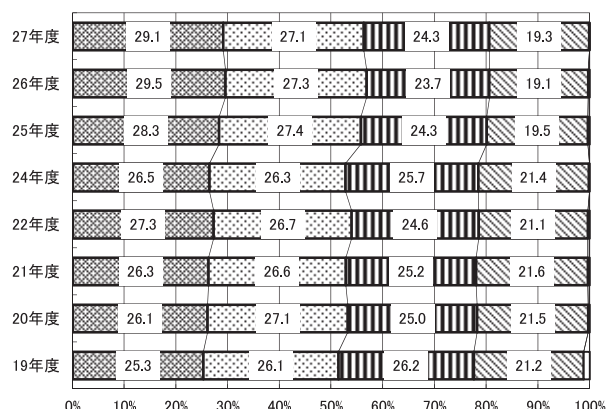 27年度 29.1 27.1 24.3 19.3
26年度 29.5 27.3 23.7 19.1
25年度 28.3 27.4 24.3 19.5
24年度 26.5 26.3 25.7 21.4
22年度 27.3 26.7 24.6 21.1
21年度 26.3 26.6 25.2 21.6
20年度 26.1 27.1 25.0 21.5
19年度 25.3 26.1 26.2 21.2
0% 10% 20% 30% 40% 50% 60% 70% 80% 90% 100%